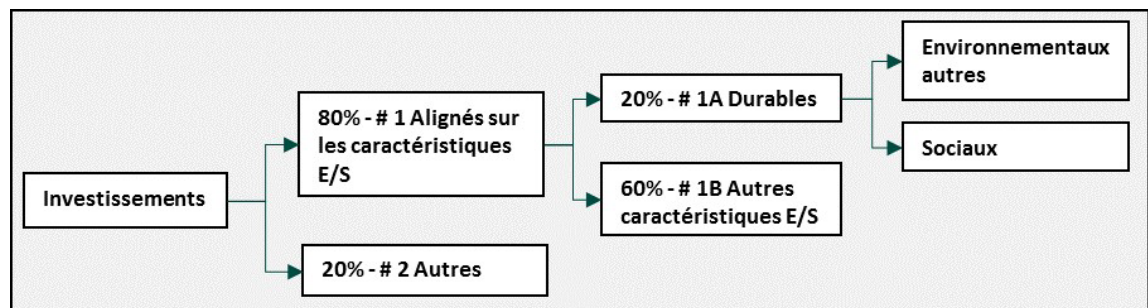 Investissements
80% - # 1 Alignés sur
les caractéristiques
E/S
20% - # 2 Autres
20% - # 1A Durables
60% - # 1B Autres
caractéristiques E/S
Environnementaux
autres
Sociaux